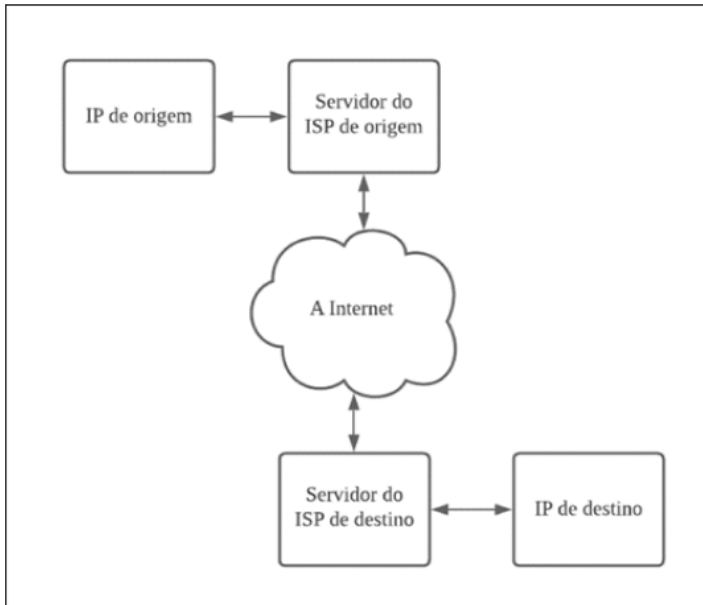 IP de origem
Servidor do
ISP de origem
A Internet
Servidor do
ISP de destino
IP de destino